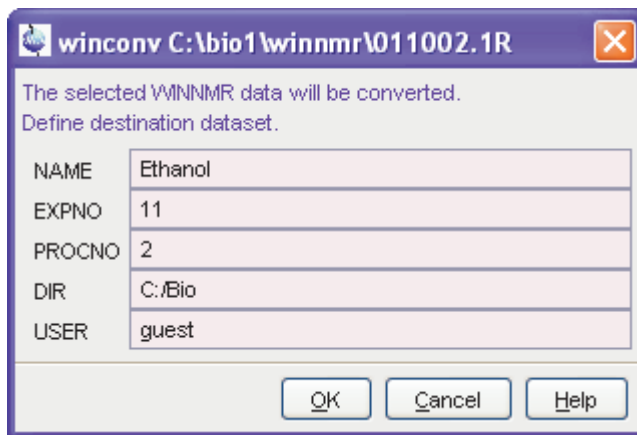 winconv C:\bio1\winnmr\011002.1R
The selected WINNMR data will be converted.
Define destination dataset.
NAME Ethanol
EXPNO 11
PROCNO 2
DIR C:/Bio
USER guest
OK Cancel Help